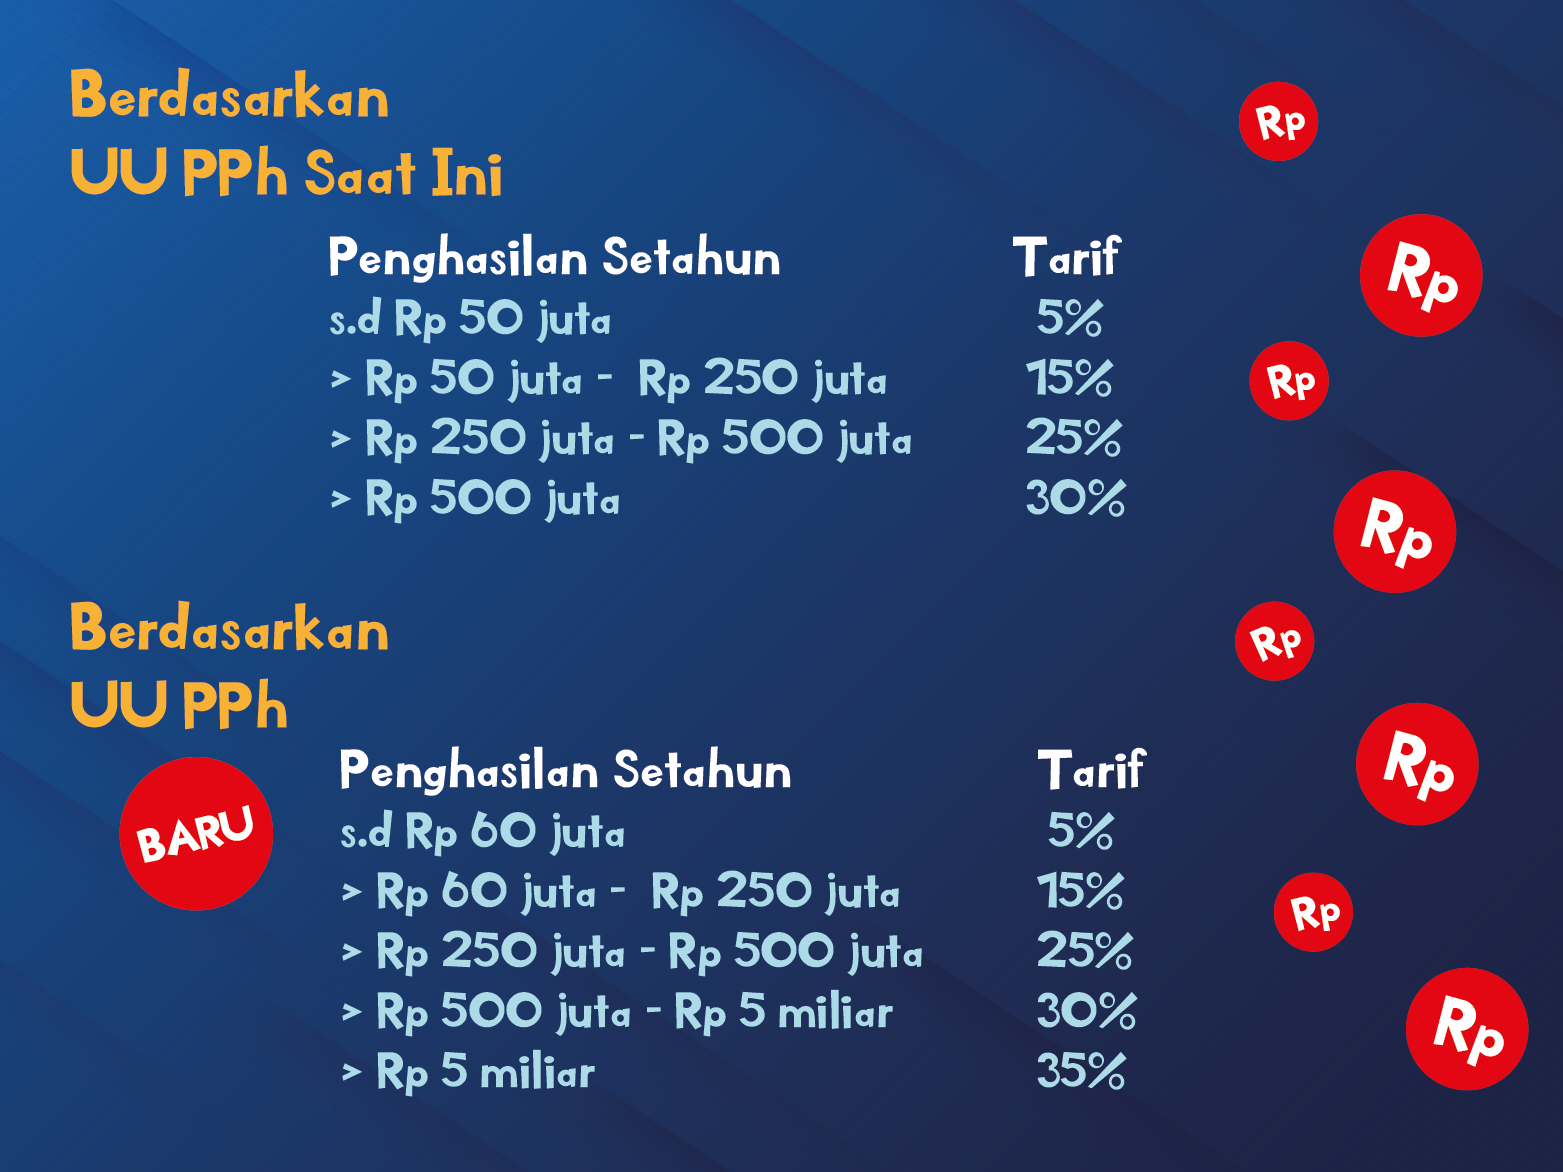 Berdasarkan
UU PPh Saat Ini
Penghasilan Setahun Tarif
s.d Rp 50 juta 5%
> Rp 50 juta - Rp 250 juta 15%
> Rp 250 juta - Rp 500 juta 25%
> Rp 500 juta 30%
Berdasarkan
UU PPh
BARU
Penghasilan Setahun Tarif
s.d Rp 60 juta 5%
> Rp 60 juta - Rp 250 juta 15%
> Rp 250 juta - Rp 500 juta 25%
> Rp 500 juta - Rp 5 miliar 30%
> Rp 5 miliar 35%
Rp
Rp
Rp
Rp
Rp
Rp
Rp
Rp